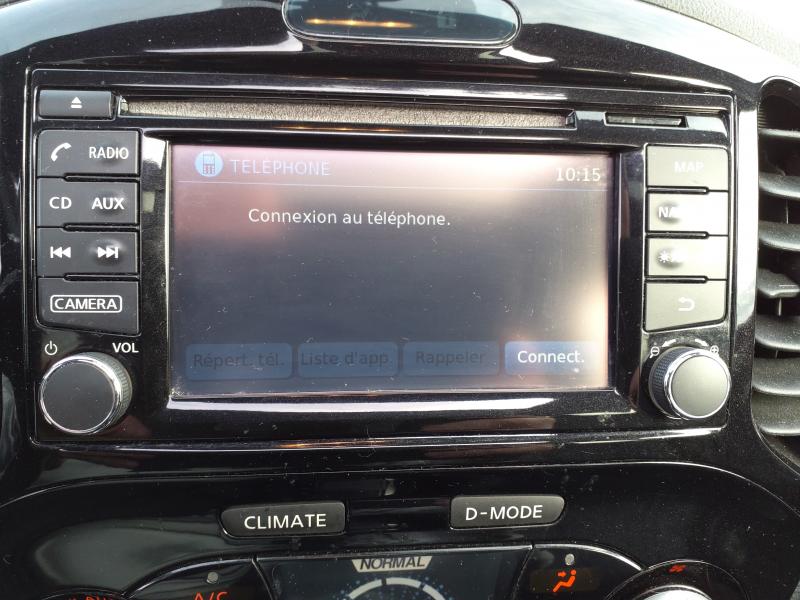 RADIO
CD AUX
CAMERA
VOL
TELEPHONE
10:15
Connexion au téléphone.
Répert. tél. Liste d'app. Rappeler Connect.
MAP
CLIMATE
D-MODE
NORMAL
A/C